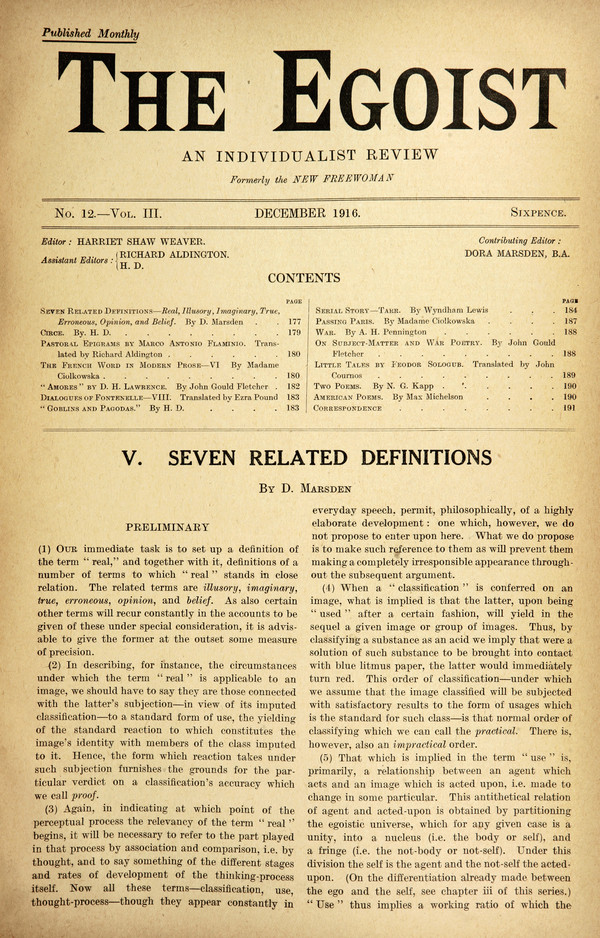 Published Monthly
THE EGOIST
AN INDIVIDUALIST REVIEW
Formerly the NEW FREEWOMAN
No. 12.—Vol. III.
DECEMBER 1916.
Sixpence.
Editor : HARRIET SHAW WEAVER.
Assistant Editors : { RICHARD ALDINGTON.
H. D.
Contributing Editor :
DORA MARSDEN, B.A.
CONTENTS
PAGE
Seven Related Definitions—Real, Illusory, Imaginary, True,
Erroneous, Opinion, and Belief. By D. Marsden . . 177
Circe. By. H. D. . . . . . . . . 179
Pastoral Epigrams by Marco Antonio Flaminio. Trans-
lated by Richard Aldington . . . . . . 180
The French Word in Modern Prose—VI By Madame
Ciolkowska . . . . . . . . . 180
“ Amores ” by D. H. Lawrence. By John Gould Fletcher . 182
Dialogues of Fontenelle—VIII. Translated by Ezra Pound 183
“ Goblins and Pagodas.” By H. D. . . . . 183
PAGE
Serial Story—Tarr. By Wyndham Lewis . . . 184
Passing Paris. By Madame Ciolkowska . . . . 187
War. By A. H. Pennington . . . . . 188
On Subject-Matter and War Poetry. By John Gould
Fletcher . . . . . . . . . 188
Little Tales by Feodor Sologub. Translated by John
Cournos . . . . . . . . . 189
Two Poems. By N. G. Kapp . . . . . . 190
American Poems. By Max Michelson . . . . 190
Correspondence . . . . . . . . 191
V. SEVEN RELATED DEFINITIONS
By D. Marsden
PRELIMINARY
(1) Our immediate task is to set up a definition of
the term “ real,” and together with it, definitions of a
number of terms to which “ real ” stands in close
relation. The related terms are illusory, imaginary,
true, erroneous, opinion, and belief. As also certain
other terms will recur constantly in the accounts to be
given of these under special consideration, it is advis-
able to give the former at the outset some measure
of precision.
(2) In describing, for instance, the circumstances
under which the term “ real ” is applicable to an
image, we should have to say they are those connected
with the latter’s subjection—in view of its imputed
classification—to a standard form of use, the yielding
of the standard reaction to which constitutes the
image’s identity with members of the class imputed
to it. Hence, the form which reaction takes under
such subjection furnishes the grounds for the par-
ticular verdict on a classification’s accuracy which
we call proof.
(3) Again, in indicating at which point of the
perceptual process the relevancy of the term “ real ”
begins, it will be necessary to refer to the part played
in that process by association and comparison, i.e. by
thought, and to say something of the different stages
and rates of development of the thinking-process
itself. Now all these terms—classification, use,
thought-process—though they appear constantly in
everyday speech, permit, philosophically, of a highly
elaborate development : one which, however, we do
not propose to enter upon here. What we do propose
is to make such reference to them as will prevent them
making a completely irresponsible appearance through-
out the subsequent argument.
(4) When a “ classification ” is conferred on an
image, what is implied is that the latter, upon being
“ used ” after a certain fashion, will yield in the
sequel a given image or group of images. Thus, by
classifying a substance as an acid we imply that were a
solution of such substance to be brought into contact
with blue litmus paper, the latter would immediately
turn red. This order of classification—under which
we assume that the image classified will be subjected
with satisfactory results to the form of usages which
is the standard for such class—is that normal order of
classifying which we can call the practical. There is,
however, also an impractical order.
(5) That which is implied in the term “ use ” is,
primarily, a relationship between an agent which
acts and an image which is acted upon, i.e. made to
change in some particular. This antithetical relation
of agent and acted-upon is obtained by partitioning
the egoistic universe, which for any given case is a
unity, into a nucleus (i.e. the body or self), and
a fringe (i.e. the not-body or not-self). Under this
division the self is the agent and the not-self the acted-
upon. (On the differentiation already made between
the ego and the self, see chapter iii of this series.)
“ Use ” thus implies a working ratio of which the